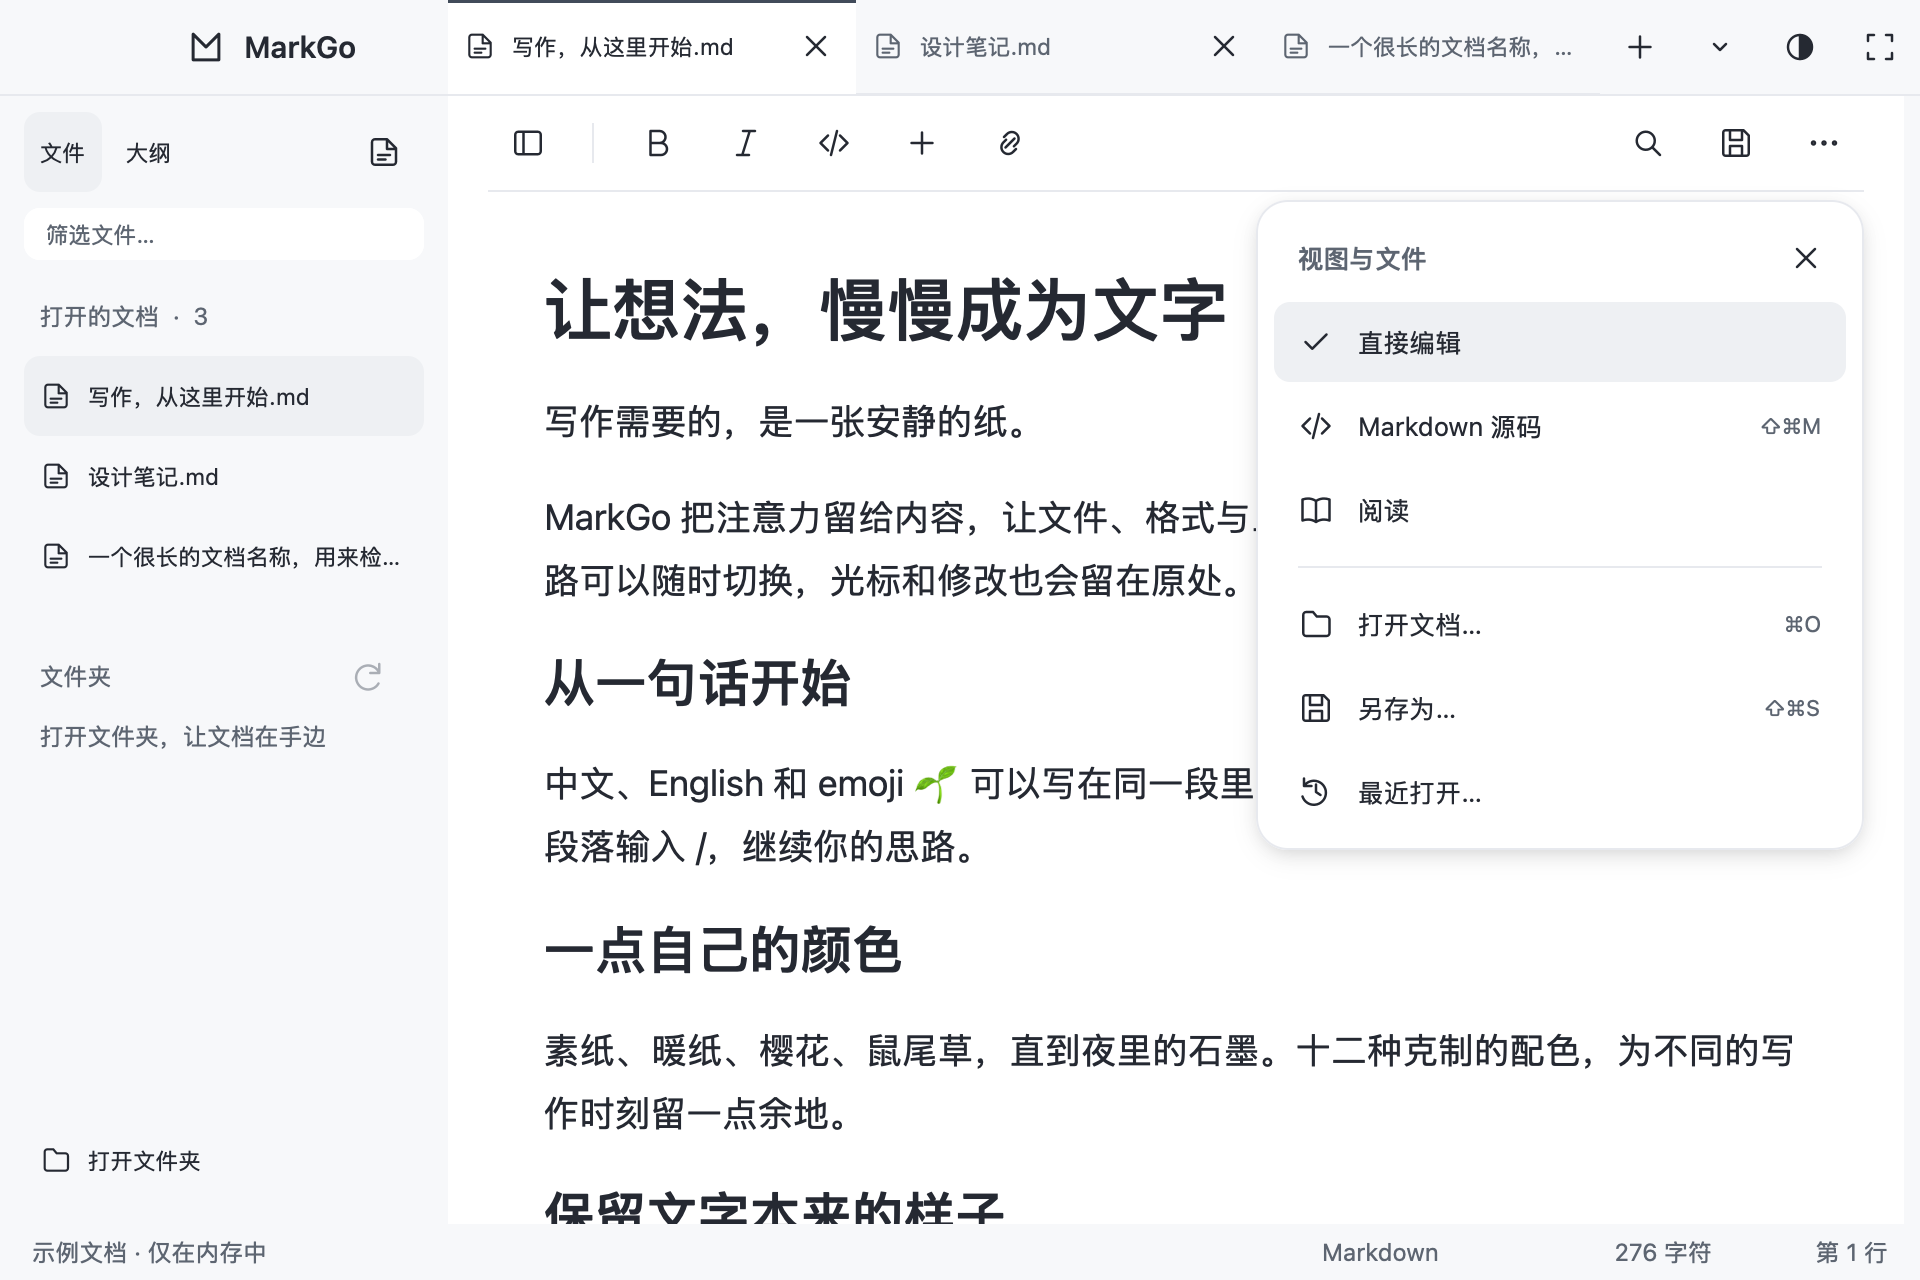 MarkGo
写作，从这里开始.md
设计笔记.md
一个很长的文档名称，...
文件
大纲
筛选文件...
打开的文档 · 3
写作，从这里开始.md
设计笔记.md
一个很长的文档名称，用来检...
文件夹
打开文件夹，让文档在手边
打开文件夹
让想法，慢慢成为文字
写作需要的，是一张安静的纸。
MarkGo 把注意力留给内容，让文件、格式与
路可以随时切换，光标和修改也会留在原处。
从一句话开始
中文、English 和 emoji 🌱 可以写在同一段里
段落输入 /，继续你的思路。
一点自己的颜色
素纸、暖纸、樱花、鼠尾草，直到夜里的石墨。十二种克制的配色，为不同的写
作时刻留一点余地。
保留文字本来的样子
视图与文件
直接编辑
Markdown 源码 ⇧⌘M
阅读
打开文档... ⌘O
另存为... ⇧⌘S
最近打开...
示例文档 · 仅在内存中
Markdown
276 字符
第 1 行